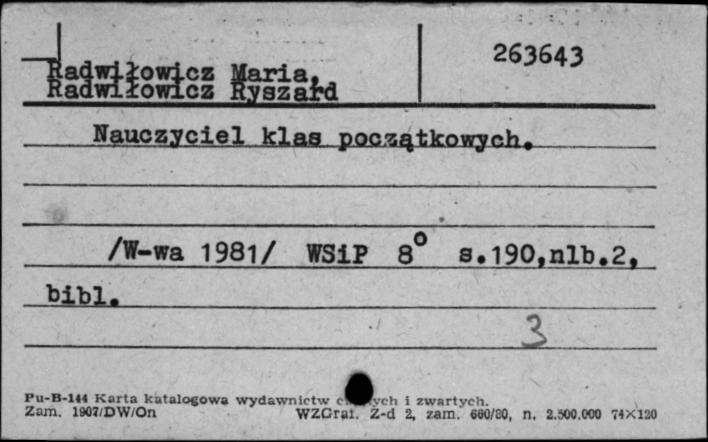 263643
Radwiłowicz Maria,
Radwiłowicz Ryszard
Nauczyciel klas początkowych.
/W-wa 1981/ WSiP 8° s.190,nlb.2,
bibl.
3
Pu-B-144 Karta katalogowa wydawnictw i zwartych.
Zam. 1907/DW/On WZGraf. Z-d 2, zam. 660/80, n. 2.500.000 74×120